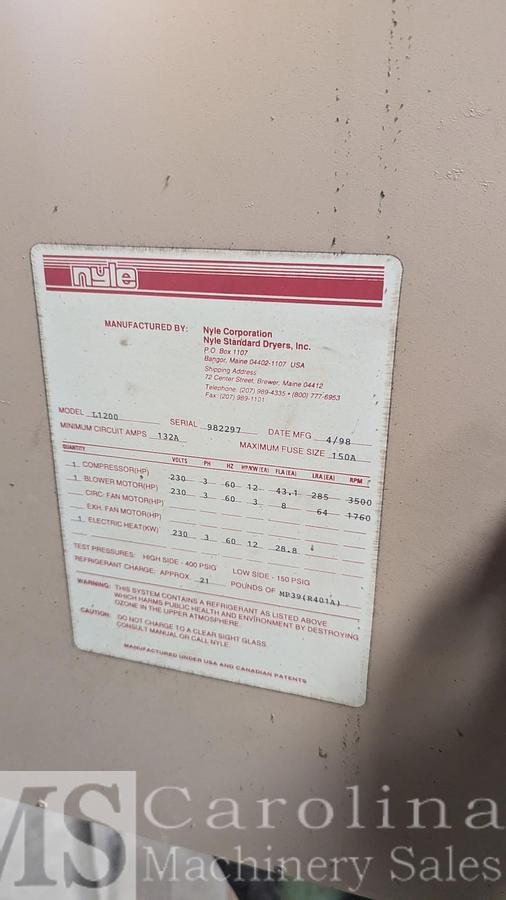 nyle
MANUFACTURED BY: Nyle Corporation
Nyle Standard Dryers, Inc.
P.O. Box 1107
Bangor, Maine 04402-1107 USA
Shipping Address
72 Center Street, Brewer, Maine 04412
Telephone: (207) 989-4335 • (800) 777-6953
Fax: (207) 989-1101
MODEL L1200 SERIAL 982297 DATE MFG 4/98
MINIMUM CIRCUIT AMPS 132A MAXIMUM FUSE SIZE 150A
QUANTITY VOLTS PH HZ HP/KW (EA) FLA (EA) LRA (EA) RPM
1 COMPRESSOR (HP) 230 3 60 12 43.1 285 3500
1 BLOWER MOTOR (HP) 230 3 60 3 8 64 1760
CIRC. FAN MOTOR (HP)
EXH. FAN MOTOR (HP)
1 ELECTRIC HEAT (KW) 230 3 60 12 28.8
TEST PRESSURES: HIGH SIDE - 400 PSIG LOW SIDE - 150 PSIG
REFRIGERANT CHARGE: APPROX 21 POUNDS OF MP39(R401A)
WARNING: THIS SYSTEM CONTAINS A REFRIGERANT AS LISTED ABOVE
WHICH HARMS PUBLIC HEALTH AND ENVIRONMENT BY DESTROYING
OZONE IN THE UPPER ATMOSPHERE.
CAUTION: DO NOT CHARGE TO A CLEAR SIGHT GLASS.
CONSULT MANUAL OR CALL NYLE.
MANUFACTURED UNDER USA AND CANADIAN PATENTS
MS Carolina
Machinery Sales